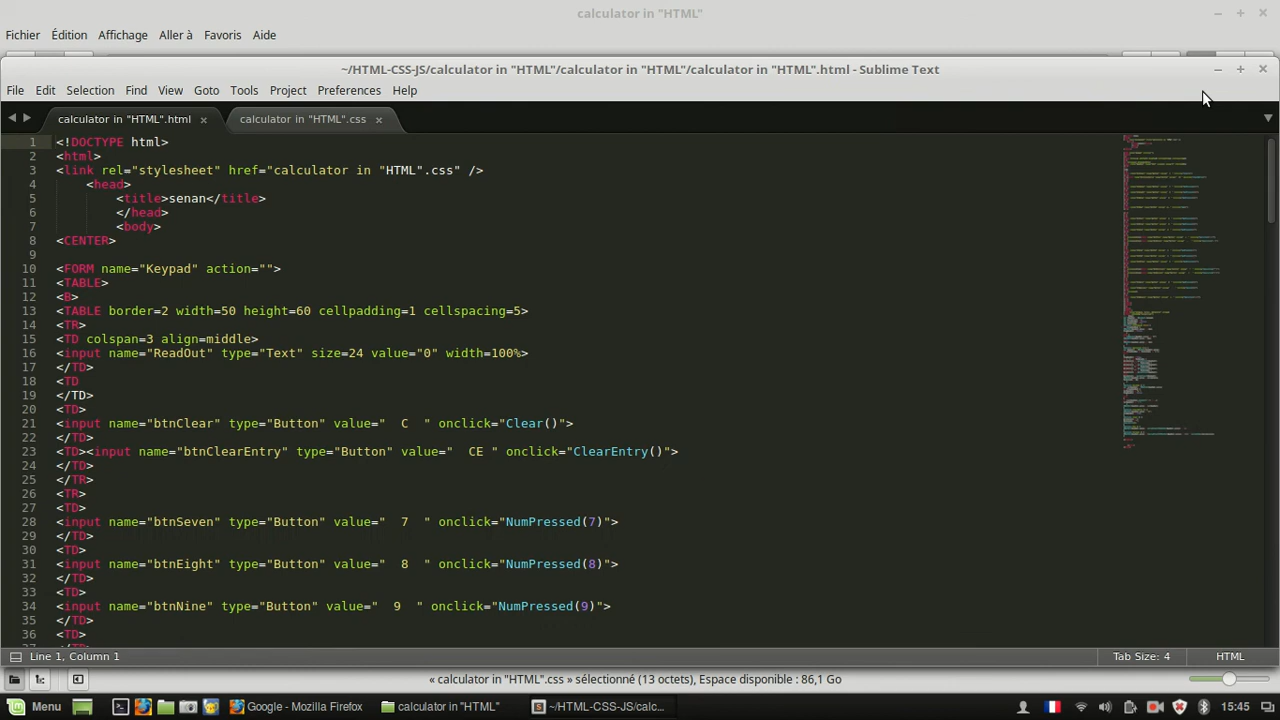 calculator in "HTML"
Fichier Édition Affichage Aller à Favoris Aide
~/HTML-CSS-JS/calculator in "HTML"/calculator in "HTML"/calculator in "HTML".html - Sublime Text
File Edit Selection Find View Goto Tools Project Preferences Help
calculator in "HTML".html × calculator in "HTML".css ×
1 <!DOCTYPE html>
2 <html>
3 <link rel="stylesheet" href="calculator in "HTML".css" />
4 <head>
5 <title>senan</title>
6 </head>
7 <body>
8 <CENTER>
9
10 <FORM name="Keypad" action="">
11 <TABLE>
12 <B>
13 <TABLE border=2 width=50 height=60 cellpadding=1 cellspacing=5>
14 <TR>
15 <TD colspan=3 align=middle>
16 <input name="ReadOut" type="Text" size=24 value="0" width=100%>
17 </TD>
18 <TD
19 </TD>
20 <TD>
21 <input name="btnClear" type="Button" value="  C  " onclick="Clear()">
22 </TD>
23 <TD><input name="btnClearEntry" type="Button" value="  CE " onclick="ClearEntry()">
24 </TD>
25 </TR>
26 <TR>
27 <TD>
28 <input name="btnSeven" type="Button" value="  7  " onclick="NumPressed(7)">
29 </TD>
30 <TD>
31 <input name="btnEight" type="Button" value="  8  " onclick="NumPressed(8)">
32 </TD>
33 <TD>
34 <input name="btnNine" type="Button" value="  9  " onclick="NumPressed(9)">
35 </TD>
36 <TD>
Line 1, Column 1 Tab Size: 4 HTML
« calculator in "HTML".css » sélectionné (13 octets), Espace disponible : 86,1 Go
Menu Google - Mozilla Firefox calculator in "HTML" ~/HTML-CSS-JS/calc... 15:45